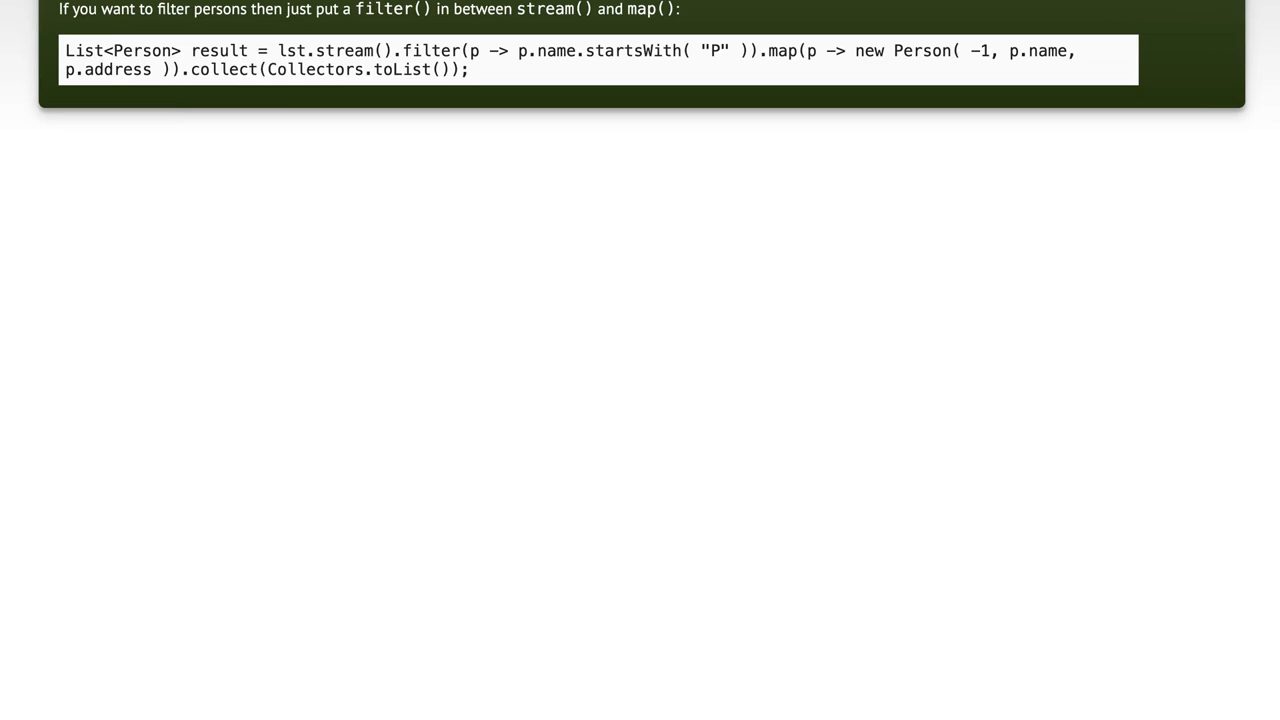 If you want to filter persons then just put a filter() in between stream() and map():
List<Person> result = lst.stream().filter(p -> p.name.startsWith( "P" )).map(p -> new Person( -1, p.name,
p.address )).collect(Collectors.toList());